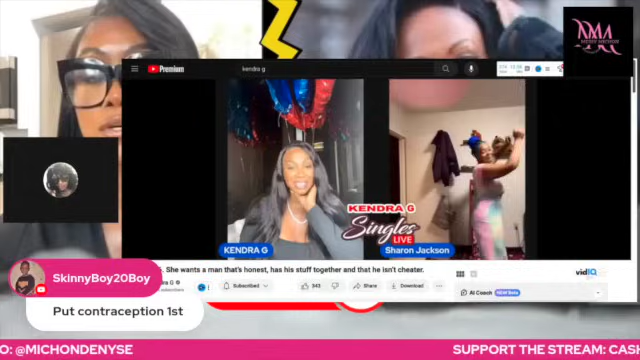 Premium
kendra g
KENDRA G
Singles
LIVE
KENDRA G
Sharon Jackson
. She wants a man that's honest, has his stuff together and that he isn't cheater.
Subscribed
343
Share
Download
vidIQ
AI Coach
SkinnyBoy20Boy
Put contraception 1st
O: @MICHONDENYSE
SUPPORT THE STREAM: CASH